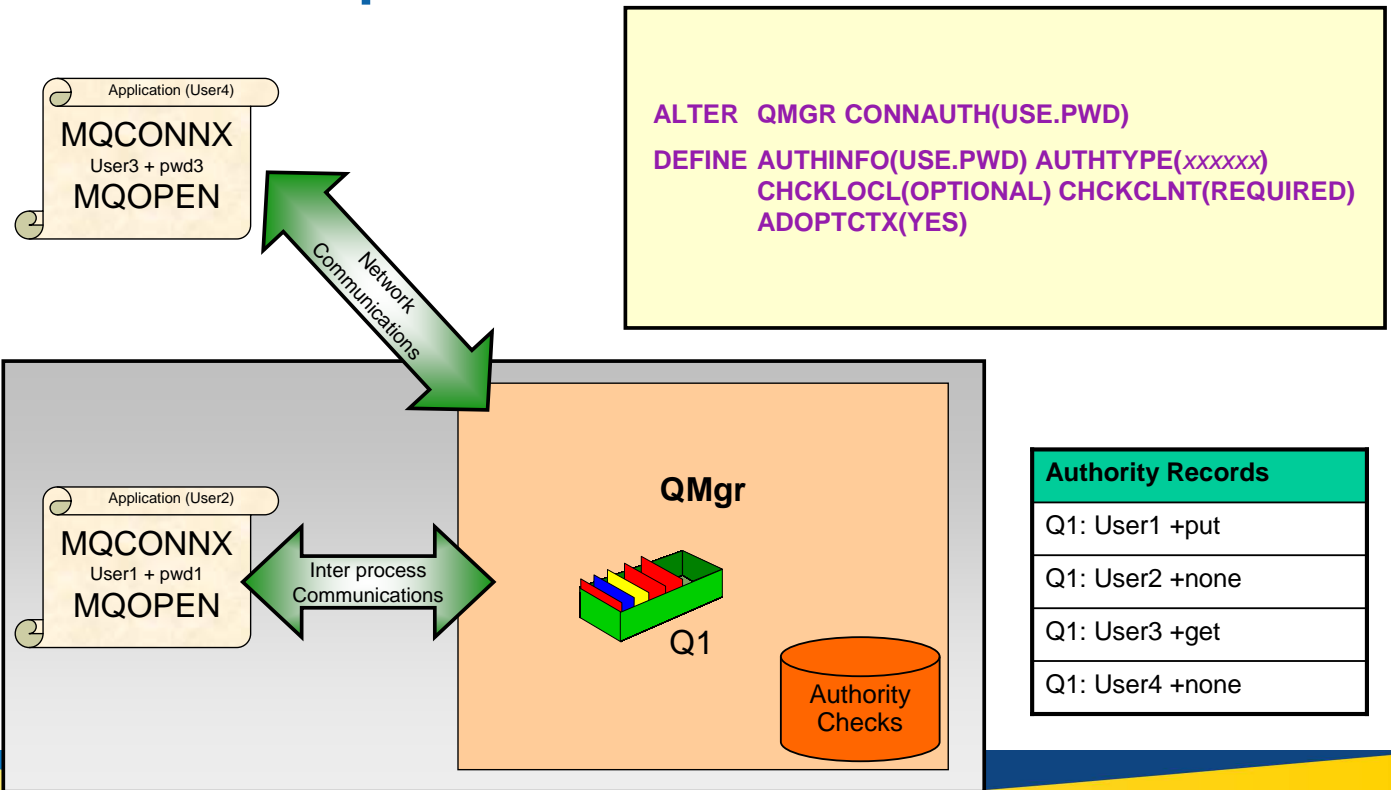 Application (User4)
MQCONNX
User3 + pwd3
MQOPEN
ALTER QMGR CONNAUTH(USE.PWD)
DEFINE AUTHINFO(USE.PWD) AUTHTYPE(xxxxxx)
CHCKLOCL(OPTIONAL) CHCKCLNT(REQUIRED)
ADOPTCTX(YES)
Network
Communications
Application (User2)
MQCONNX
User1 + pwd1
MQOPEN
Inter process
Communications
QMgr
Q1
Authority
Checks
Authority Records
Q1: User1 +put
Q1: User2 +none
Q1: User3 +get
Q1: User4 +none